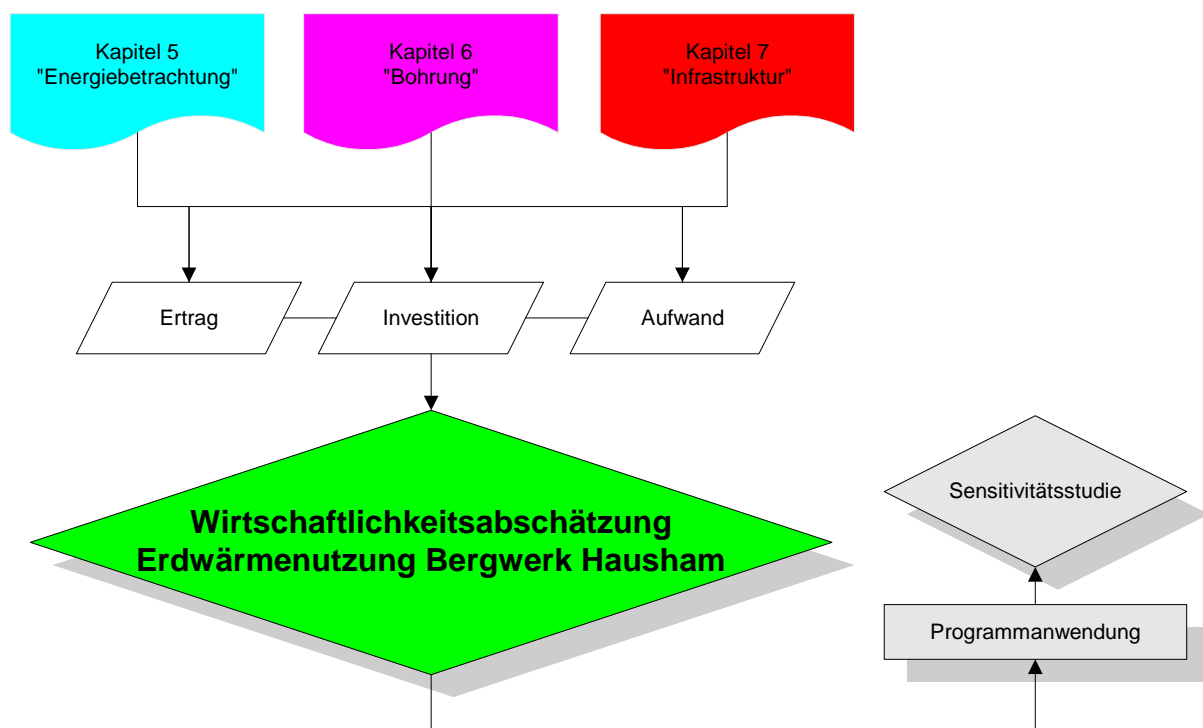 Kapitel 5
"Energiebetrachtung"
Kapitel 6
"Bohrung"
Kapitel 7
"Infrastruktur"
Ertrag
Investition
Aufwand
Wirtschaftlichkeitsabschätzung
Erdwärmenutzung Bergwerk Hausham
Sensitivitätsstudie
Programmanwendung